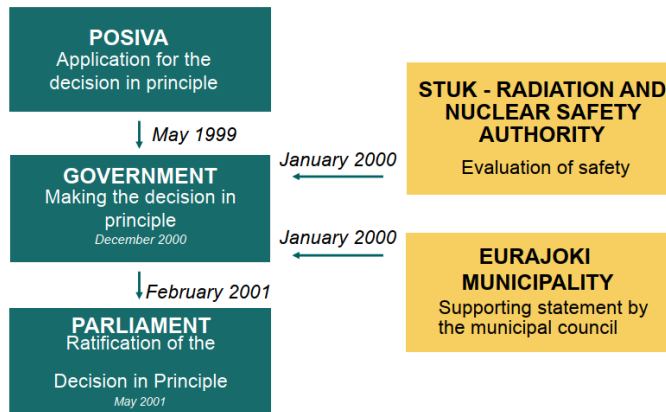 POSIVA
Application for the
decision in principle
May 1999
GOVERNMENT
Making the decision in
principle
December 2000
February 2001
PARLIAMENT
Ratification of the
Decision in Principle
May 2001
STUK - RADIATION AND
NUCLEAR SAFETY
AUTHORITY
Evaluation of safety
January 2000
January 2000
EURAJOKI
MUNICIPALITY
Supporting statement by
the municipal council